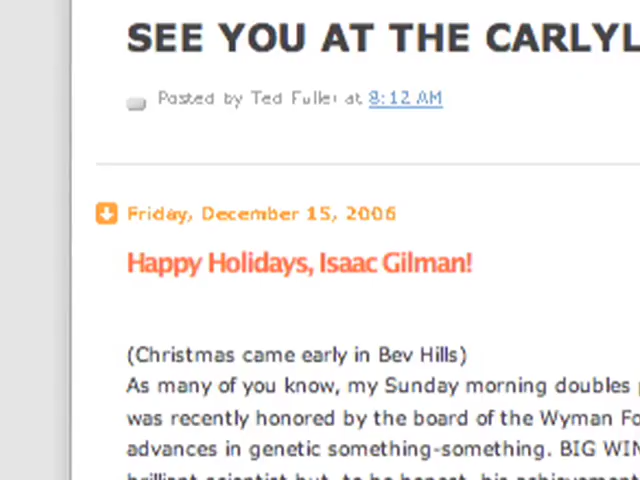 SEE YOU AT THE CARLYL
Posted by Ted Fuller at 8:12 AM
Friday, December 15, 2006
Happy Holidays, Isaac Gilman!
(Christmas came early in Bev Hills)
As many of you know, my Sunday morning doubles
was recently honored by the board of the Wyman Fo
advances in genetic something-something. BIG WIN
brilliant scientist but, to be honest, his achievement